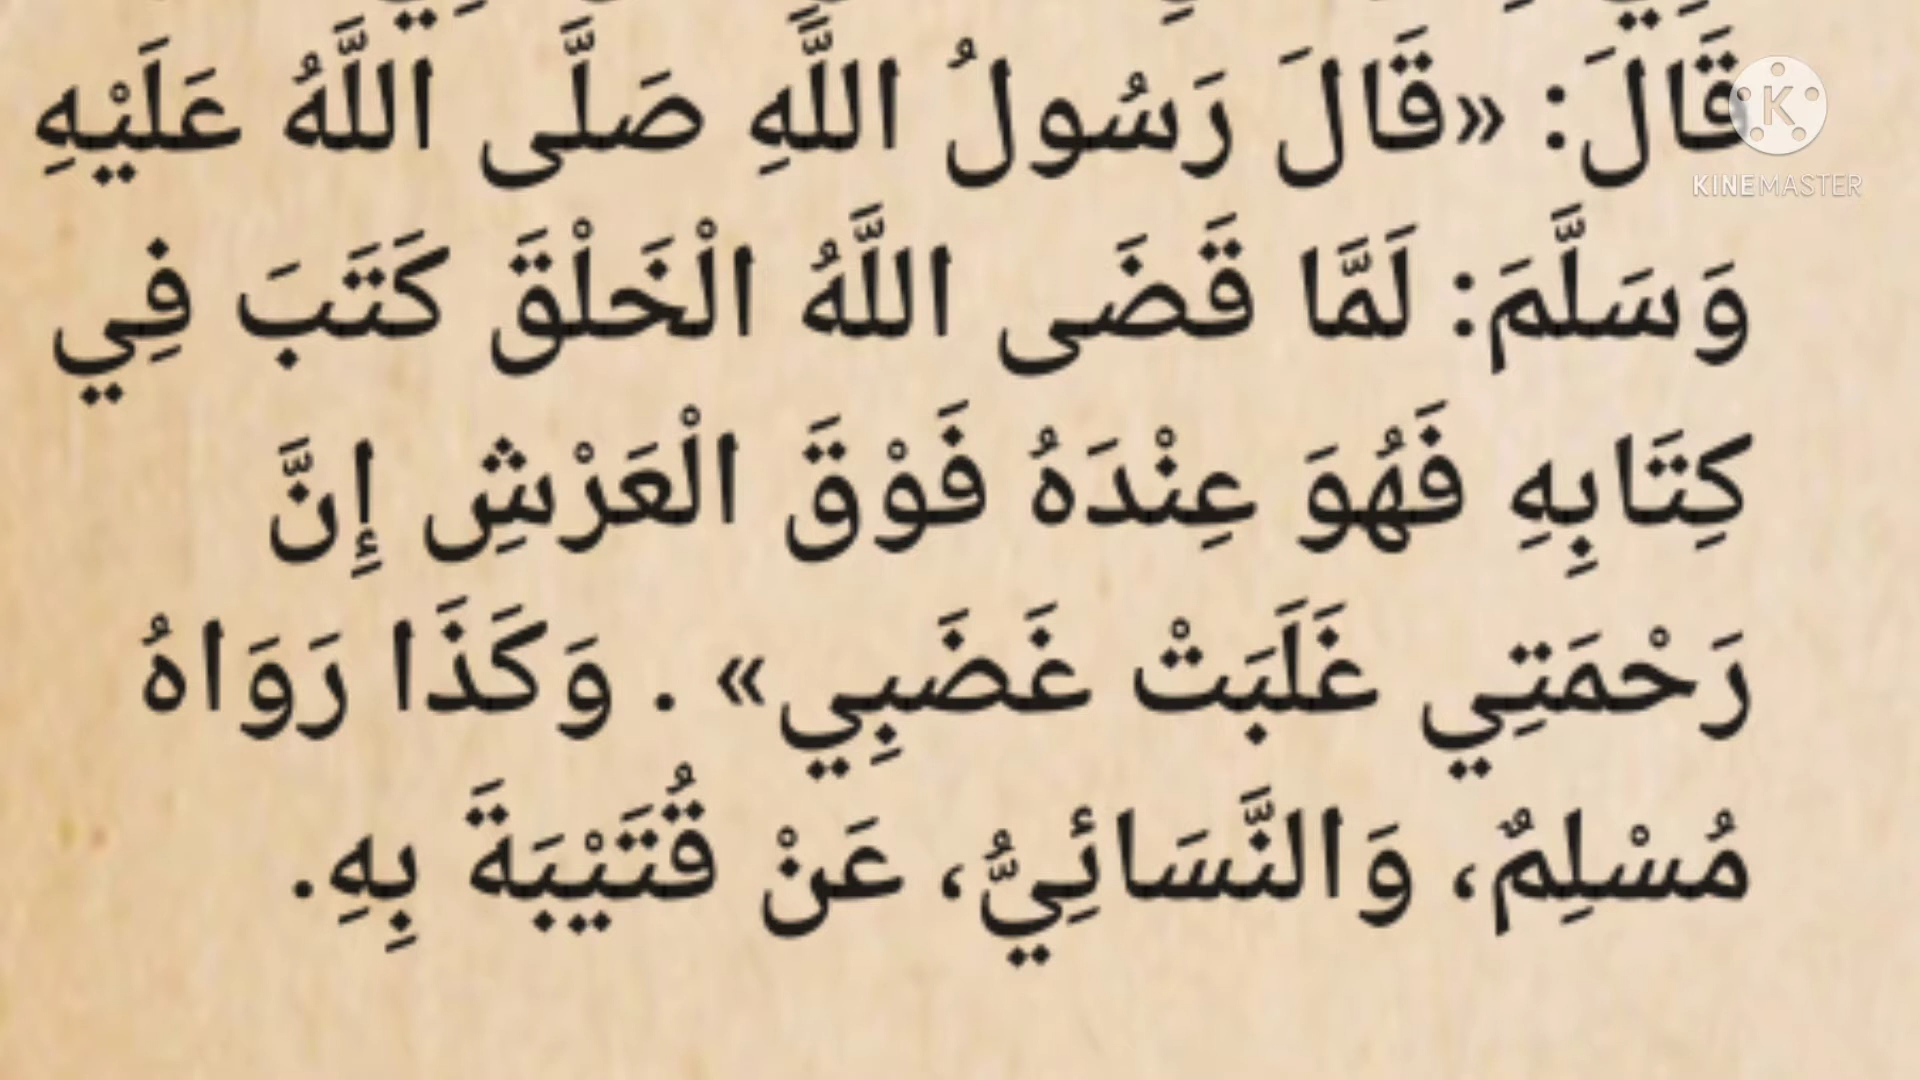 قَالَ: «قَالَ رَسُولُ اللَّهِ صَلَّى اللَّهُ عَلَيْهِ
وَسَلَّمَ: لَمَّا قَضَى اللَّهُ الْخَلْقَ كَتَبَ فِي
كِتَابِهِ فَهُوَ عِنْدَهُ فَوْقَ الْعَرْشِ إِنَّ
رَحْمَتِي غَلَبَتْ غَضَبِي» . وَكَذَا رَوَاهُ
مُسْلِمٌ، وَالنَّسَائِيُّ، عَنْ قُتَيْبَةَ بِهِ.
K
KINEMASTER